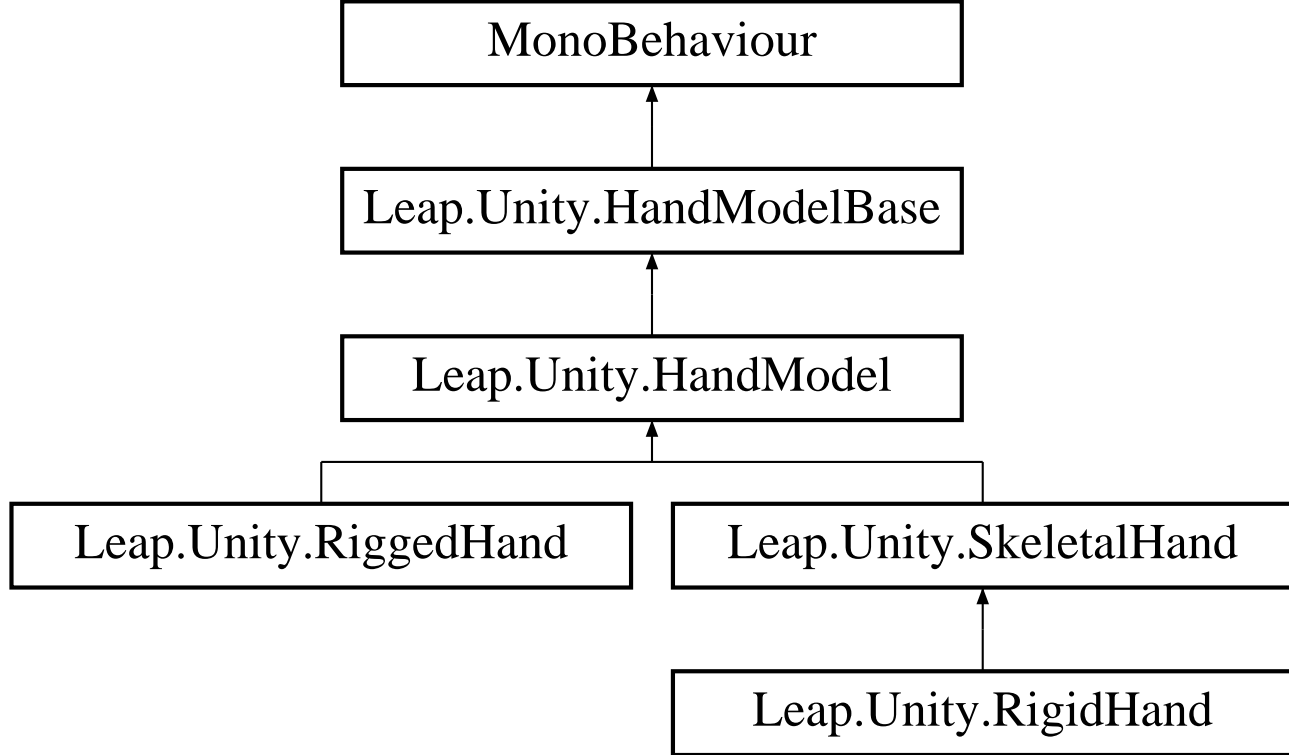 MonoBehaviour
Leap.Unity.HandModelBase
Leap.Unity.HandModel
Leap.Unity.RiggedHand
Leap.Unity.SkeletalHand
Leap.Unity.RigidHand